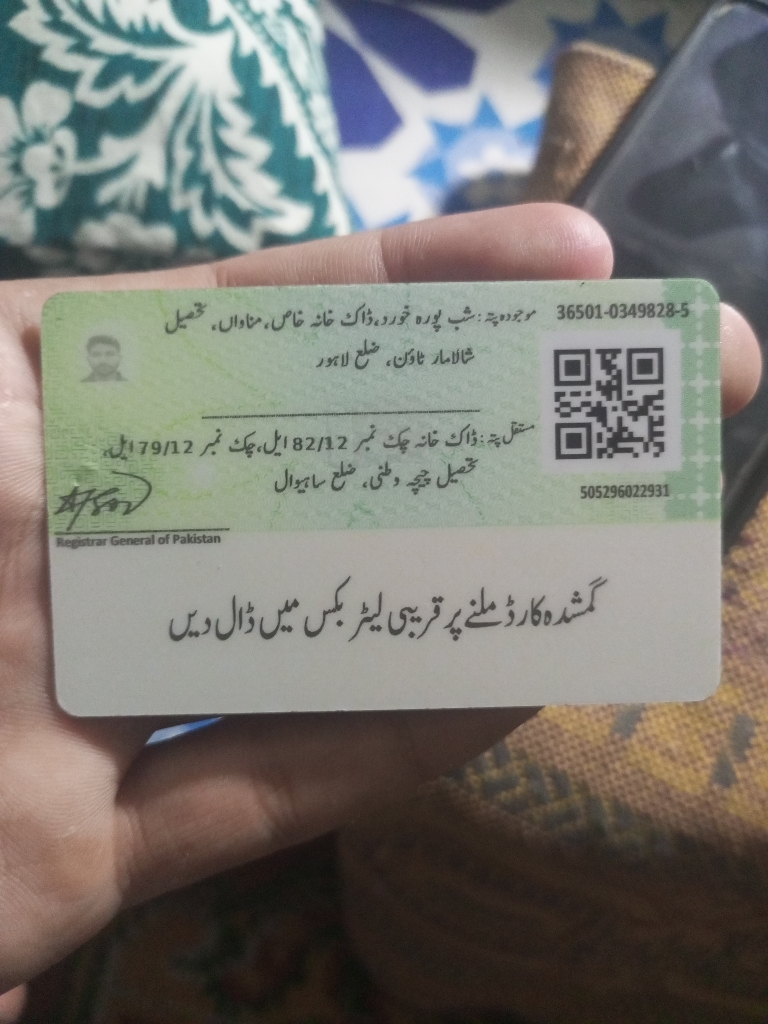 36501-0349828-5
موجودہ پتہ: شب پورہ خورد، ڈاک خانہ خاص، مناواں، تحصیل
شالامار ٹاؤن، ضلع لاہور
مستقل پتہ: ڈاک خانہ چک نمبر 82/12 ایل، چک نمبر 79/12 ایل،
تحصیل چیچہ وطنی، ضلع ساہیوال
505296022931
Registrar General of Pakistan
گمشدہ کارڈ ملنے پر قریبی لیٹر بکس میں ڈال دیں